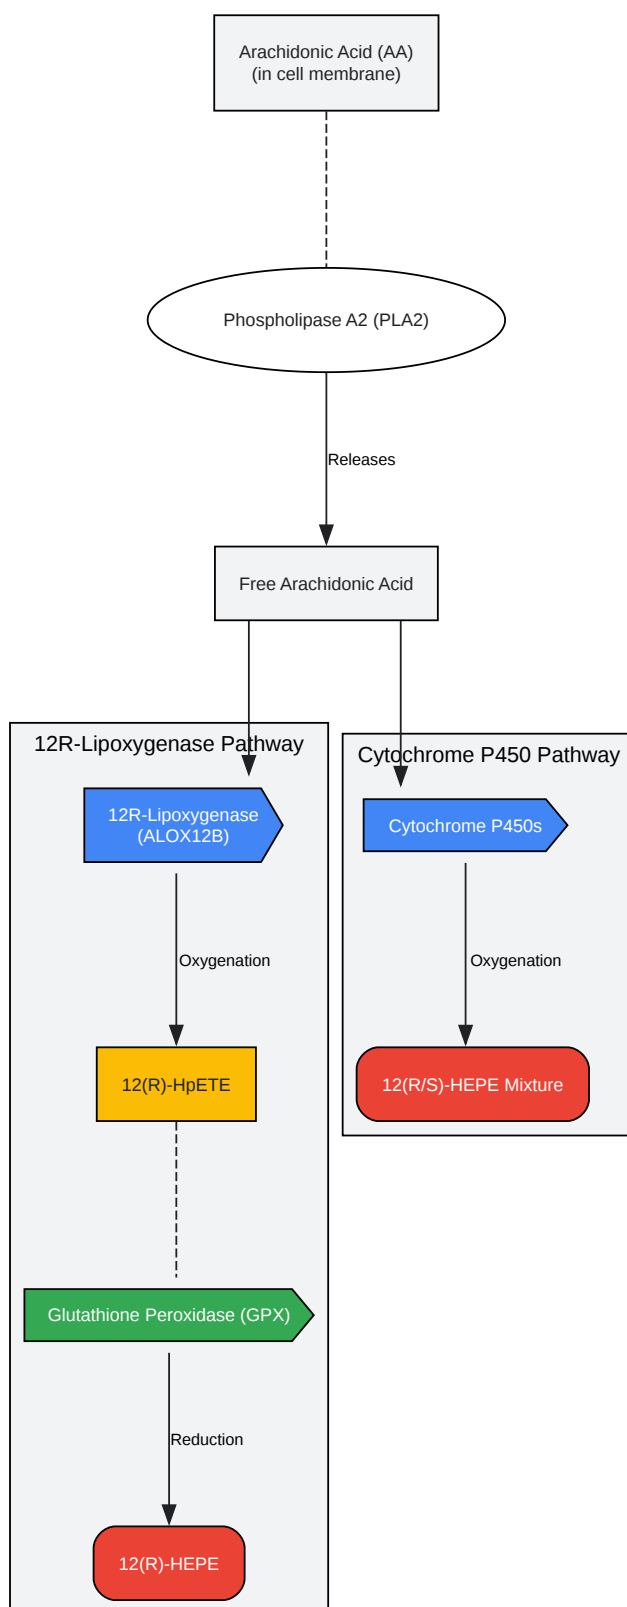 Arachidonic Acid (AA)
(in cell membrane)
Phospholipase A2 (PLA2)
Releases
Free Arachidonic Acid
12R-Lipoxygenase Pathway
12R-Lipoxygenase
(ALOX12B)
Oxygenation
12(R)-HpETE
Glutathione Peroxidase (GPX)
Reduction
12(R)-HEPE
Cytochrome P450 Pathway
Cytochrome P450s
Oxygenation
12(R/S)-HEPE Mixture